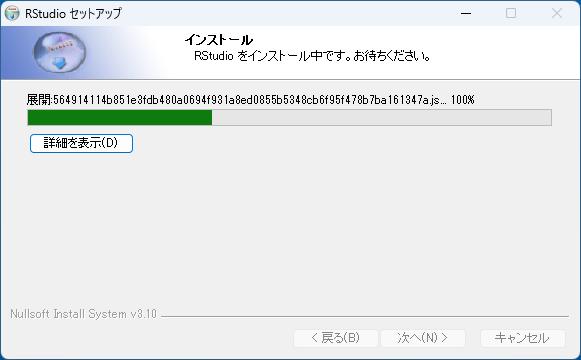 RStudio セットアップ
インストール
RStudio をインストール中です。お待ちください。
展開:564914114b851e3fdb480a0694f931a8ed0855b5348cb6f95f478b7ba161347a.js... 100%
詳細を表示(D)
Nullsoft Install System v3.10
< 戻る(B)
次へ(N) >
キャンセル